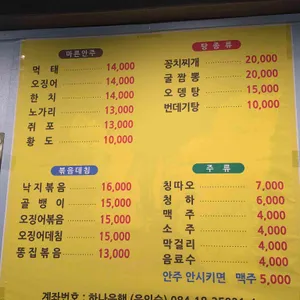 마른안주
먹태 14,000
오징어 14,000
한치 14,000
노가리 13,000
쥐포 13,000
황도 10,000
탕종류
꽁치찌개 20,000
굴짬뽕 20,000
오뎅탕 15,000
번데기탕 10,000
볶음데침
낙지볶음 16,000
골뱅이 15,000
오징어볶음 15,000
오징어데침 15,000
똥집볶음 13,000
주류
칭따오 7,000
청하 6,000
맥주 4,000
소주 4,000
막걸리 4,000
음료수 4,000
안주 안시키면 맥주 5,000
계좌번호 : 하나은행